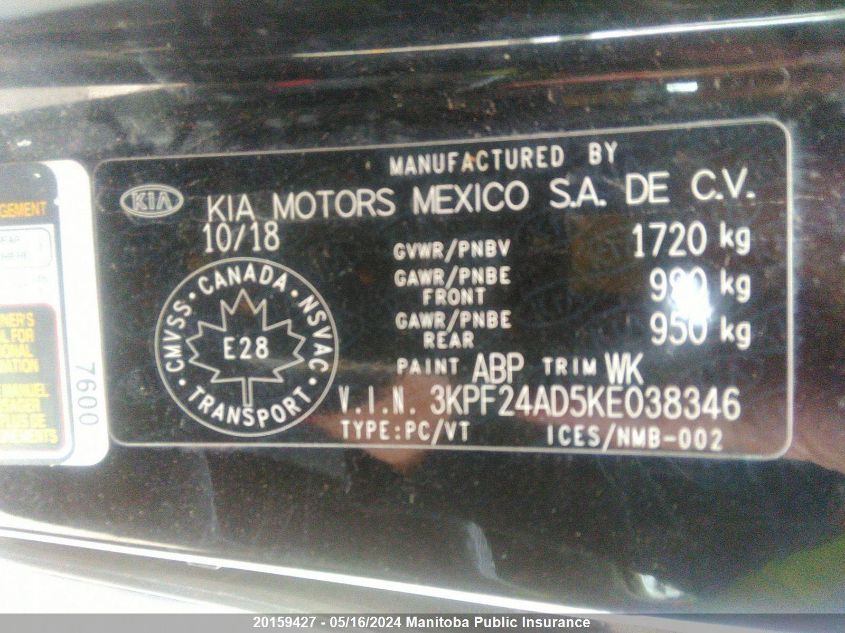 MANUFACTURED BY
KIA
KIA MOTORS MEXICO S.A. DE C.V.
10/18
GVWR/PNBV 1720 kg
GAWR/PNBE FRONT kg
GAWR/PNBE REAR 950 kg
CMVSS • CANADA • NSVAC • TRANSPORT •
E28
PAINT ABP TRIM WK
V.I.N. 3KPF24AD5KE038346
TYPE:PC/VT ICES/NMB-002
7600
20159427 - 05/16/2024 Manitoba Public Insurance